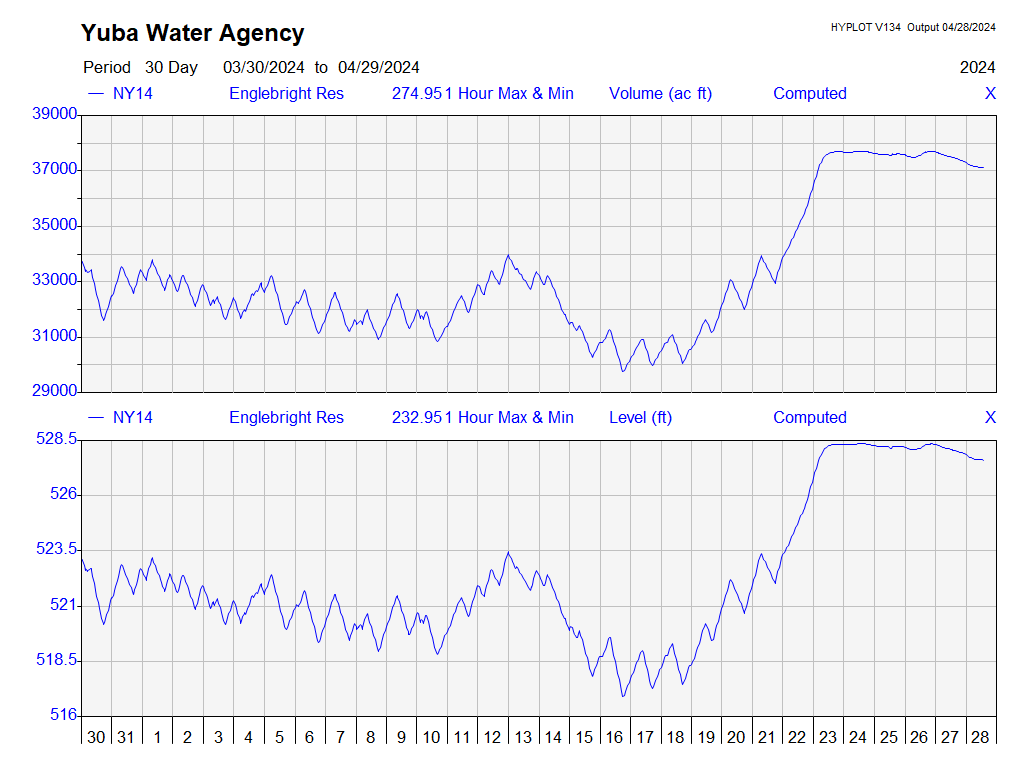 Yuba Water Agency
HYPLOT V134 Output 04/28/2024
Period 30 Day 03/30/2024 to 04/29/2024 2024
NY14 Englebright Res 274.951 Hour Max & Min Volume (ac ft) Computed X
39000
37000
35000
33000
31000
29000
NY14 Englebright Res 232.951 Hour Max & Min Level (ft) Computed X
528.5
526
523.5
521
518.5
516
30 31 1 2 3 4 5 6 7 8 9 10 11 12 13 14 15 16 17 18 19 20 21 22 23 24 25 26 27 28